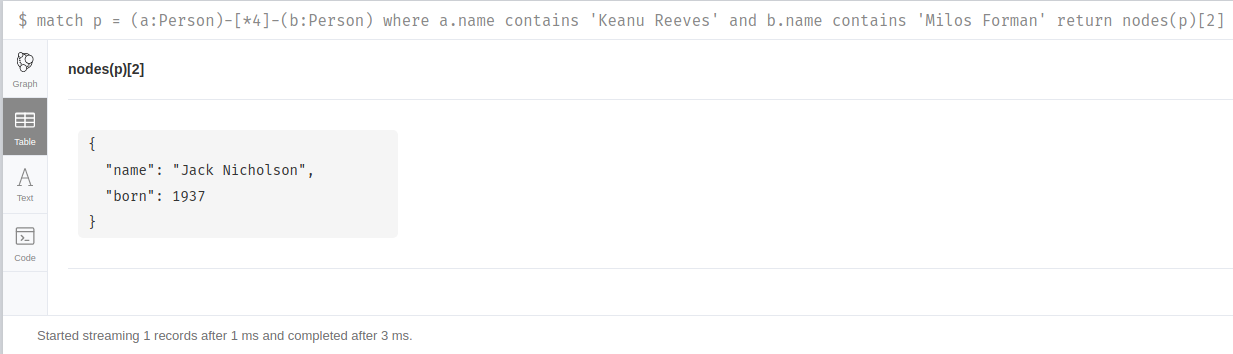 $ match p = (a:Person)-[*4]-(b:Person) where a.name contains 'Keanu Reeves' and b.name contains 'Milos Forman' return nodes(p)[2]
Graph
nodes(p)[2]
Table
{
"name": "Jack Nicholson",
"born": 1937
}
Text
Code
Started streaming 1 records after 1 ms and completed after 3 ms.